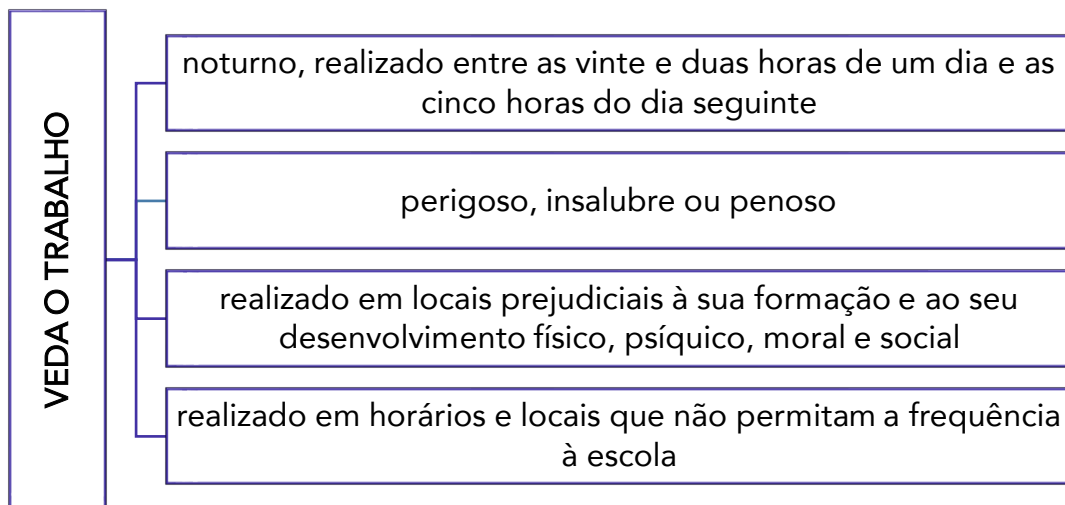 VEDA O TRABALHO
noturno, realizado entre as vinte e duas horas de um dia e as
cinco horas do dia seguinte
perigoso, insalubre ou penoso
realizado em locais prejudiciais à sua formação e ao seu
desenvolvimento físico, psíquico, moral e social
realizado em horários e locais que não permitam a frequência
à escola